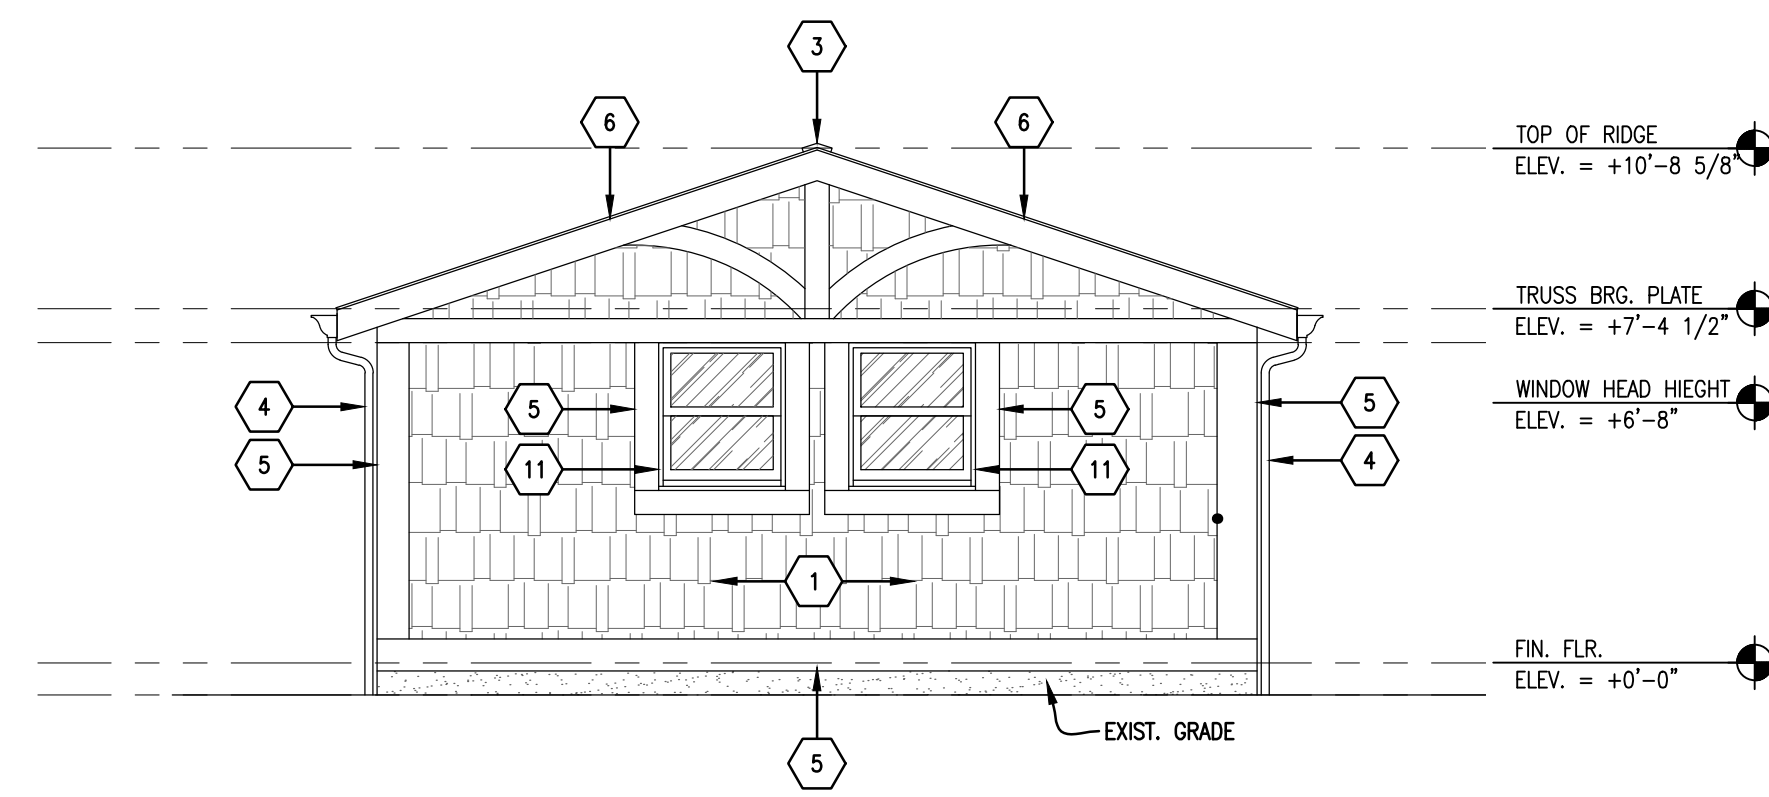 3
6 6
TOP OF RIDGE
ELEV. = +10'-8 5/8"
TRUSS BRG. PLATE
ELEV. = +7'-4 1/2"
WINDOW HEAD HIEGHT
ELEV. = +6'-8"
4 5 5 5
5 11 11 4
1
FIN. FLR.
ELEV. = +0'-0"
EXIST. GRADE
5